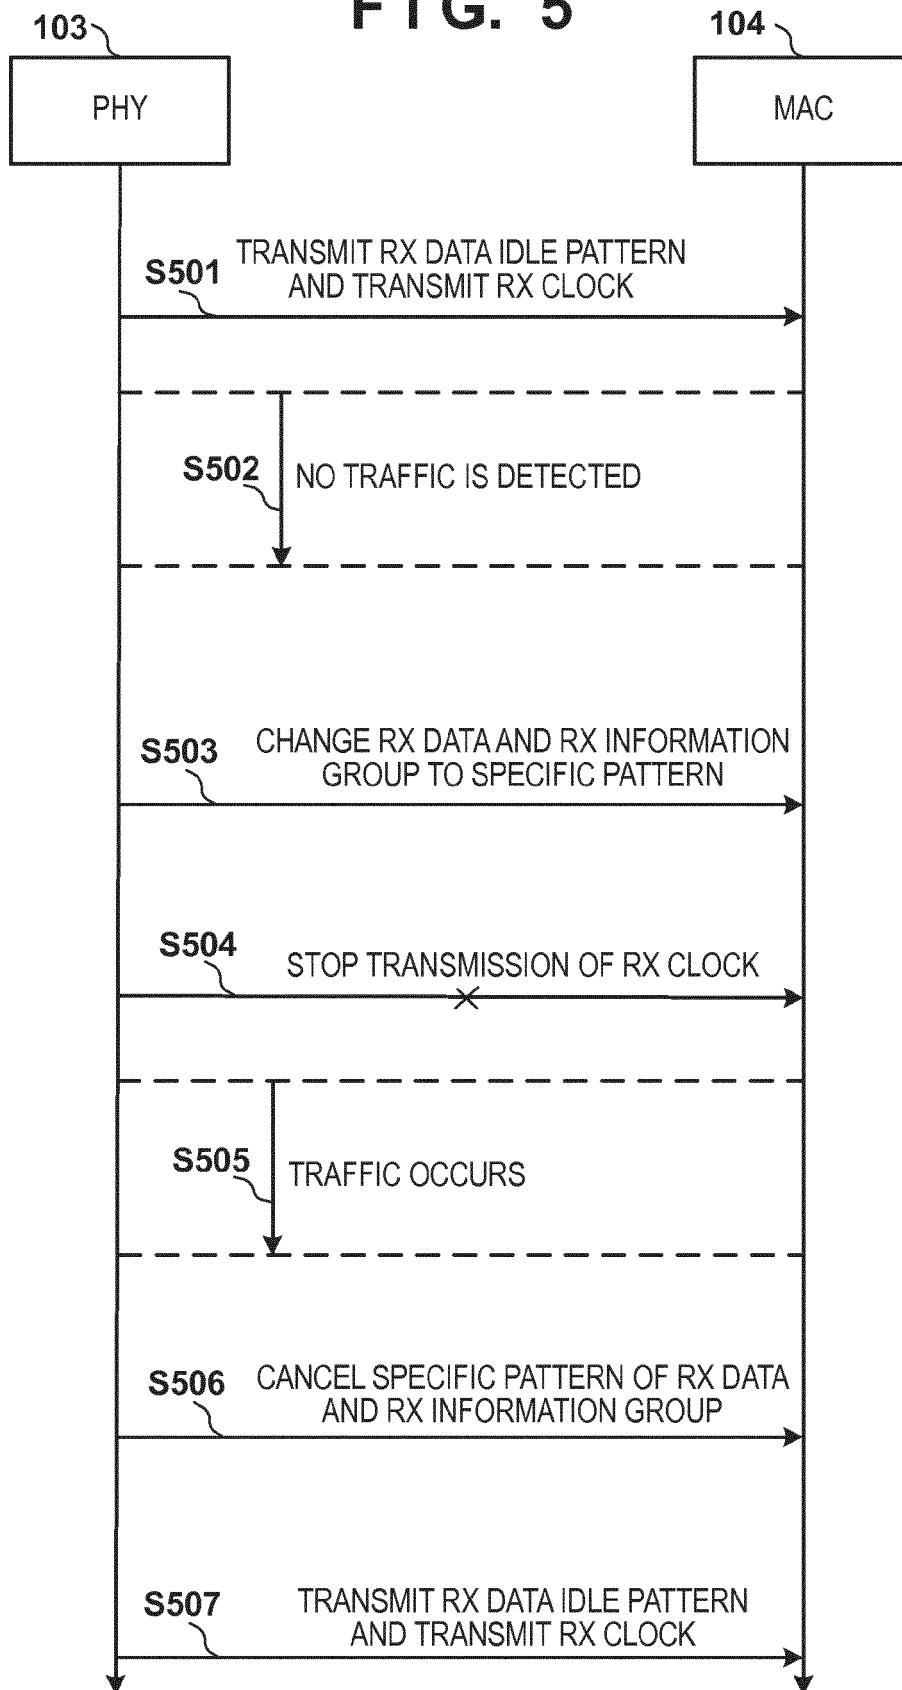 FIG. 5
103
104
PHY
MAC
S501
TRANSMIT RX DATA IDLE PATTERN
AND TRANSMIT RX CLOCK
S502
NO TRAFFIC IS DETECTED
S503
CHANGE RX DATA AND RX INFORMATION
GROUP TO SPECIFIC PATTERN
S504
STOP TRANSMISSION OF RX CLOCK
S505
TRAFFIC OCCURS
S506
CANCEL SPECIFIC PATTERN OF RX DATA
AND RX INFORMATION GROUP
S507
TRANSMIT RX DATA IDLE PATTERN
AND TRANSMIT RX CLOCK